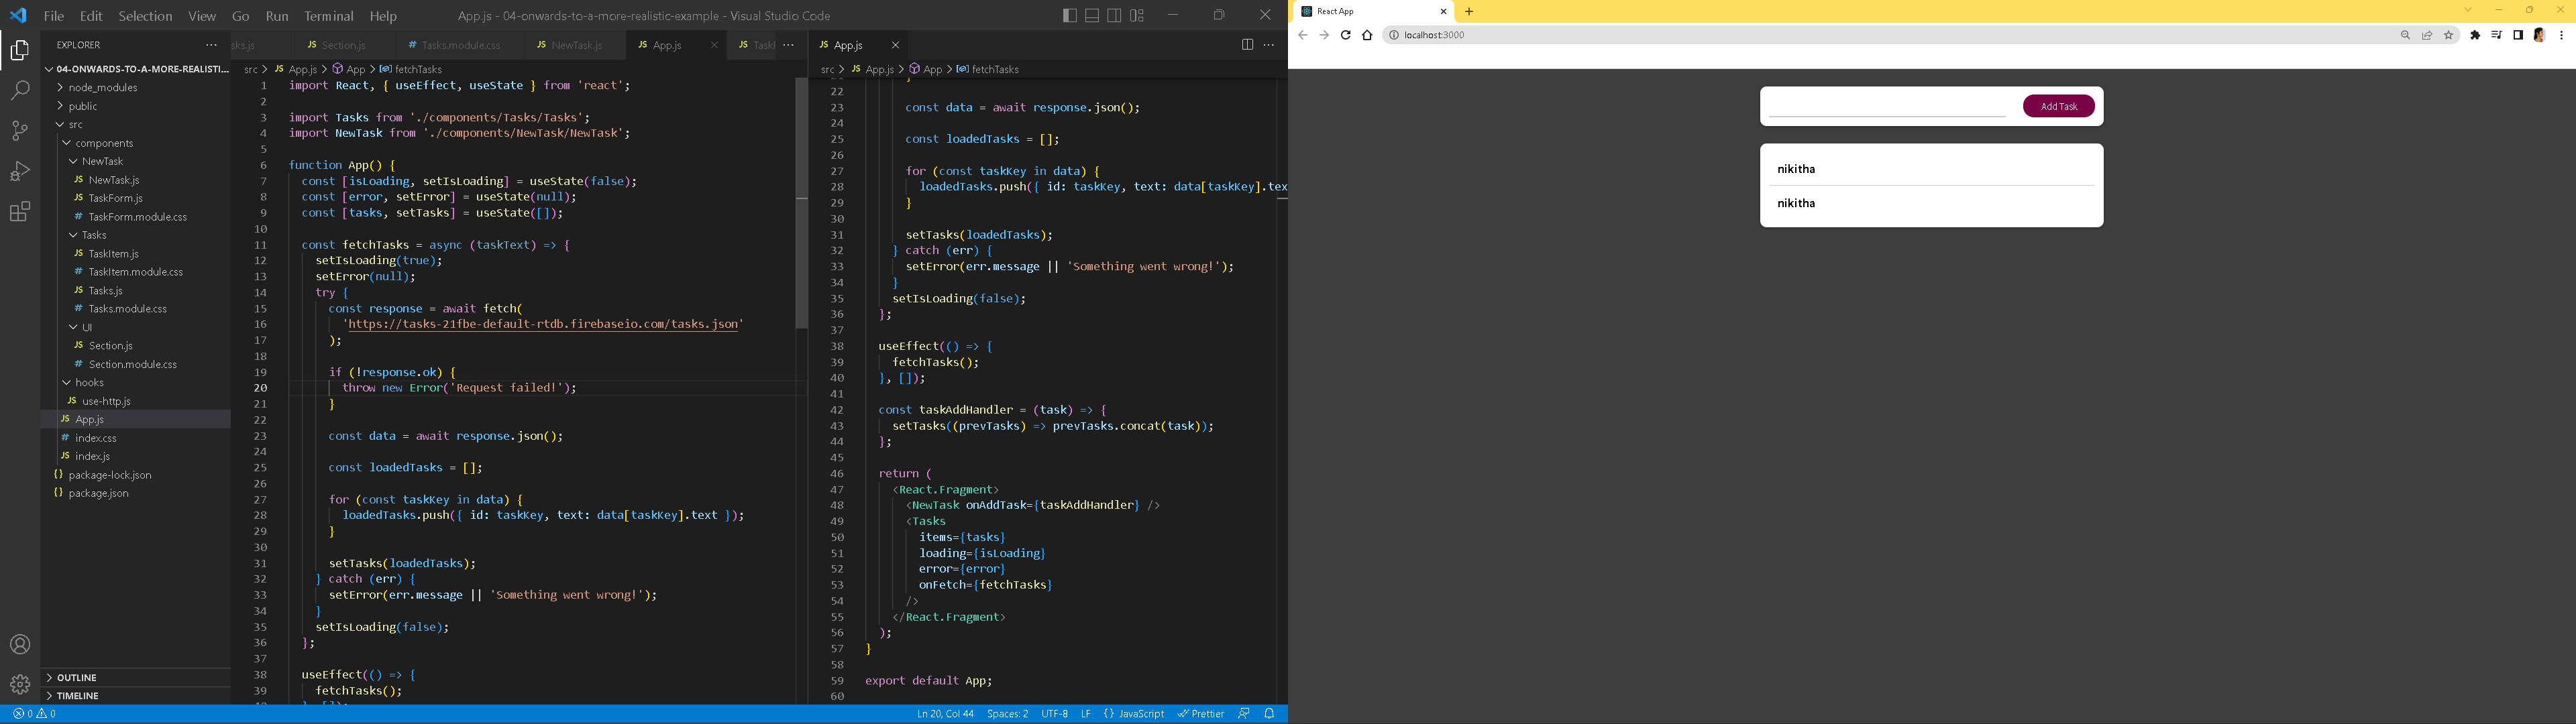 File Edit Selection View Go Run Terminal Help
App.js - 04-onwards-to-a-more-realistic-example - Visual Studio Code
EXPLORER
04-ONWARDS-TO-A-MORE-REALISTI...
node_modules
public
src
components
NewTask
JS NewTask.js
JS TaskForm.js
# TaskForm.module.css
Tasks
JS TaskItem.js
# TaskItem.module.css
JS Tasks.js
# Tasks.module.css
UI
JS Section.js
# Section.module.css
hooks
JS use-http.js
JS App.js
# index.css
JS index.js
{} package-lock.json
{} package.json
OUTLINE
TIMELINE
sks.js JS Section.js # Tasks.module.css JS NewTask.js JS App.js JS Task
src > JS App.js > App > fetchTasks
1 import React, { useEffect, useState } from 'react';
2
3 import Tasks from './components/Tasks/Tasks';
4 import NewTask from './components/NewTask/NewTask';
5
6 function App() {
7 const [isLoading, setIsLoading] = useState(false);
8 const [error, setError] = useState(null);
9 const [tasks, setTasks] = useState([]);
10
11 const fetchTasks = async (taskText) => {
12 setIsLoading(true);
13 setError(null);
14 try {
15 const response = await fetch(
16 'https://tasks-21fbe-default-rtdb.firebaseio.com/tasks.json'
17 );
18
19 if (!response.ok) {
20 throw new Error('Request failed!');
21 }
22
23 const data = await response.json();
24
25 const loadedTasks = [];
26
27 for (const taskKey in data) {
28 loadedTasks.push({ id: taskKey, text: data[taskKey].text });
29 }
30
31 setTasks(loadedTasks);
32 } catch (err) {
33 setError(err.message || 'Something went wrong!');
34 }
35 setIsLoading(false);
36 };
37
38 useEffect(() => {
39 fetchTasks();
JS App.js
src > JS App.js > App > fetchTasks
22
23 const data = await response.json();
24
25 const loadedTasks = [];
26
27 for (const taskKey in data) {
28 loadedTasks.push({ id: taskKey, text: data[taskKey].tex
29 }
30
31 setTasks(loadedTasks);
32 } catch (err) {
33 setError(err.message || 'Something went wrong!');
34 }
35 setIsLoading(false);
36 };
37
38 useEffect(() => {
39 fetchTasks();
40 }, []);
41
42 const taskAddHandler = (task) => {
43 setTasks((prevTasks) => prevTasks.concat(task));
44 };
45
46 return (
47 <React.Fragment>
48 <NewTask onAddTask={taskAddHandler} />
49 <Tasks
50 items={tasks}
51 loading={isLoading}
52 error={error}
53 onFetch={fetchTasks}
54 />
55 </React.Fragment>
56 );
57 }
58
59 export default App;
60
0 0
Ln 20, Col 44 Spaces: 2 UTF-8 LF {} JavaScript Prettier
React App
localhost:3000
Add Task
nikitha
nikitha